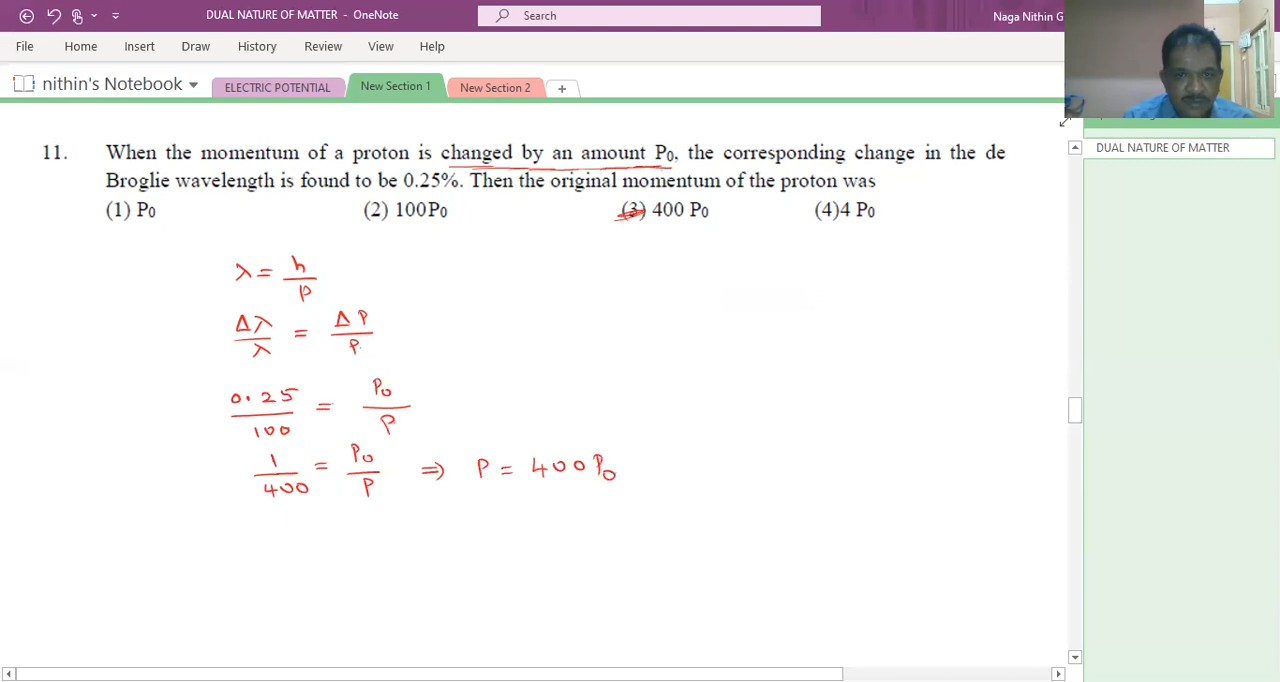 DUAL NATURE OF MATTER - OneNote
Search
Naga Nithin G
File Home Insert Draw History Review View Help
nithin's Notebook
ELECTRIC POTENTIAL
New Section 1
New Section 2
DUAL NATURE OF MATTER
11. When the momentum of a proton is changed by an amount P₀, the corresponding change in the de
Broglie wavelength is found to be 0.25%. Then the original momentum of the proton was
(1) P₀ (2) 100P₀ (3) 400 P₀ (4)4 P₀
λ = h/p
Δλ/λ = ΔP/P
0.25/100 = P₀/P
1/400 = P₀/P ⇒ P = 400P₀